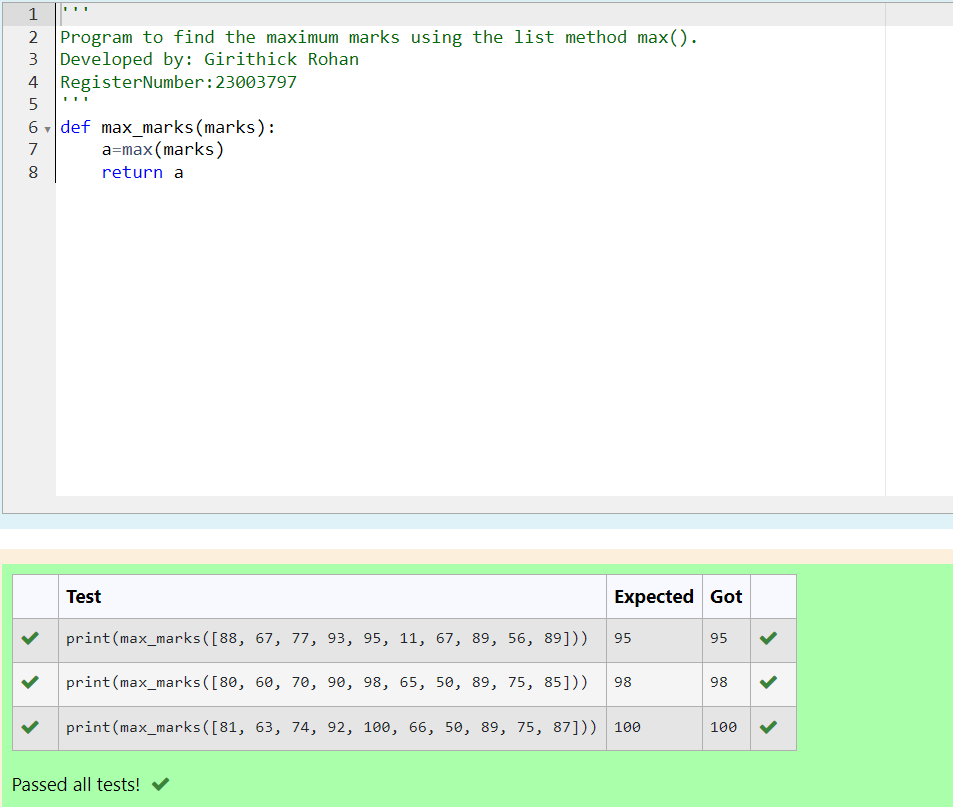 1 '''
2 Program to find the maximum marks using the list method max().
3 Developed by: Girithick Rohan
4 RegisterNumber:23003797
5 '''
6 def max_marks(marks):
7     a=max(marks)
8     return a
Test Expected Got
print(max_marks([88, 67, 77, 93, 95, 11, 67, 89, 56, 89])) 95 95
print(max_marks([80, 60, 70, 90, 98, 65, 50, 89, 75, 85])) 98 98
print(max_marks([81, 63, 74, 92, 100, 66, 50, 89, 75, 87])) 100 100
Passed all tests!